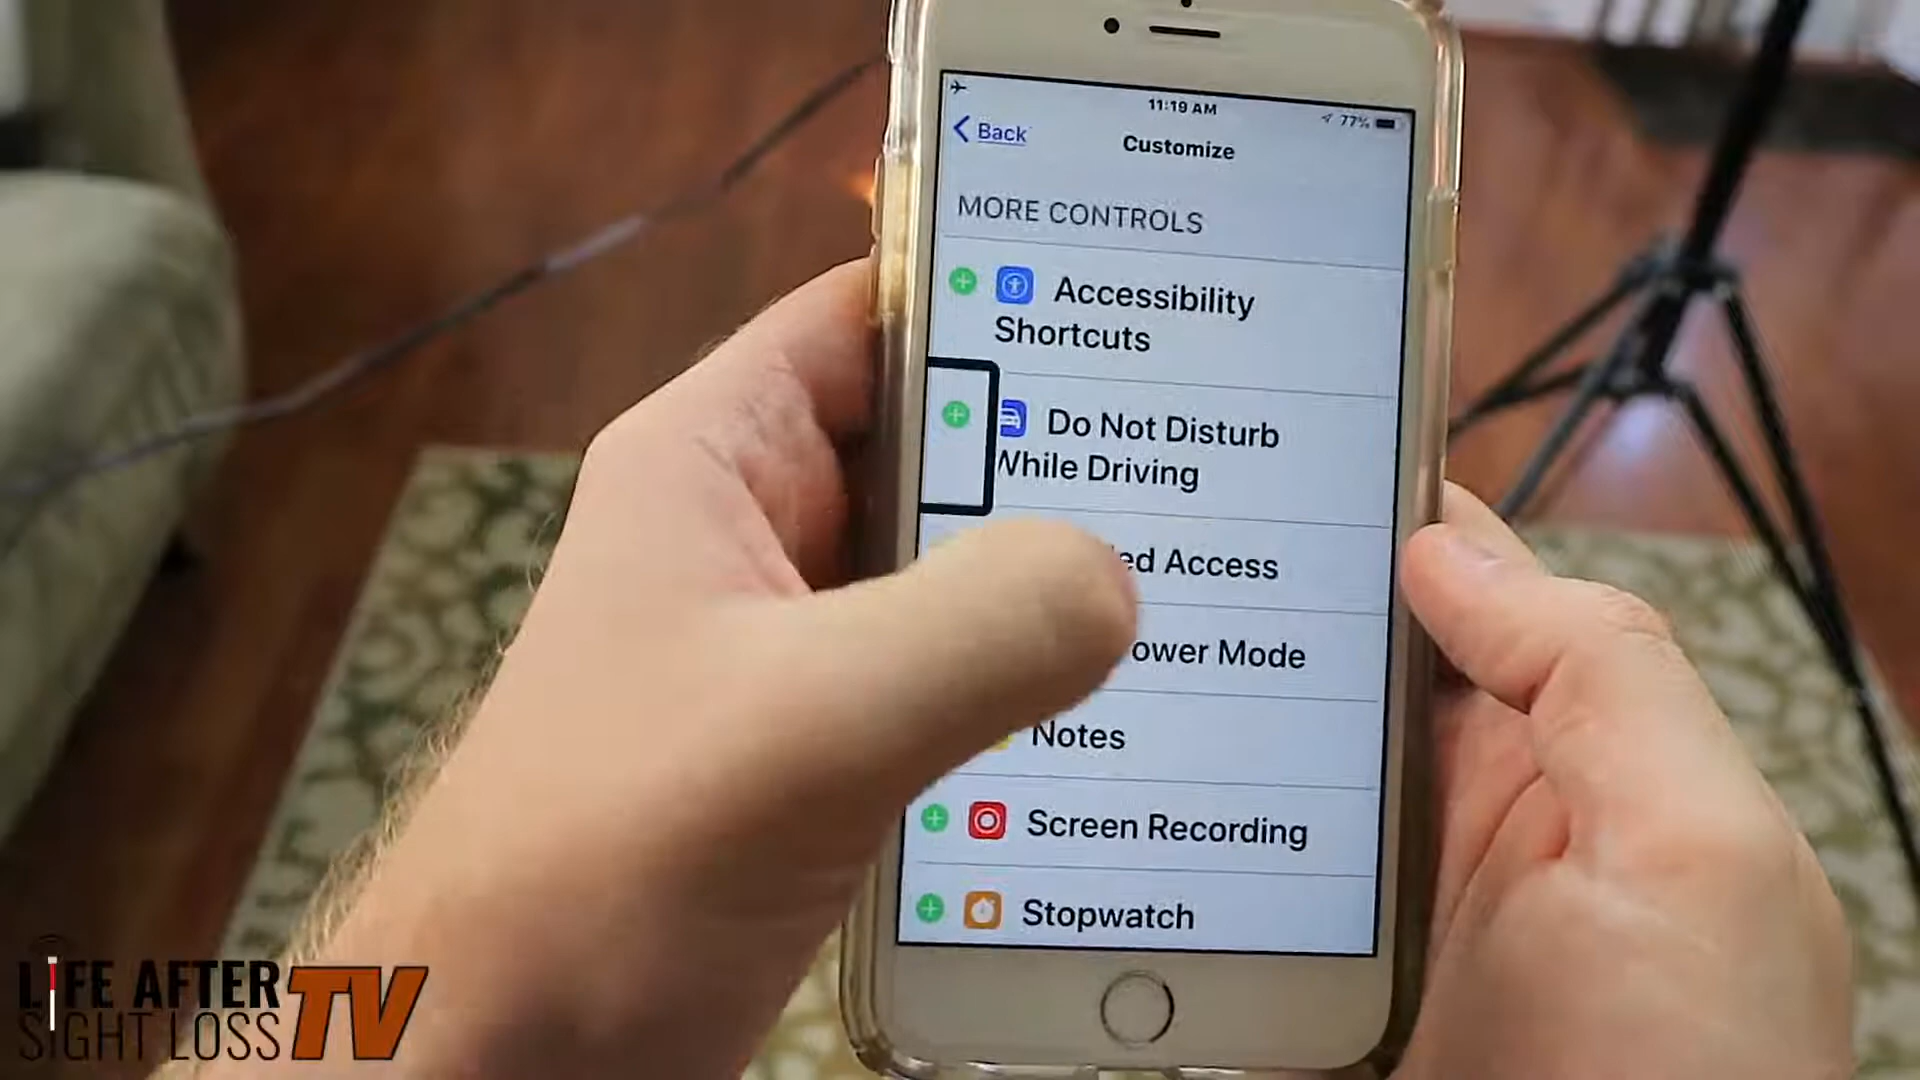 11:19 AM
77%
Back
Customize
MORE CONTROLS
Accessibility
Shortcuts
Do Not Disturb
While Driving
ed Access
ower Mode
Notes
Screen Recording
Stopwatch
LIFE AFTER
SIGHT LOSS
TV